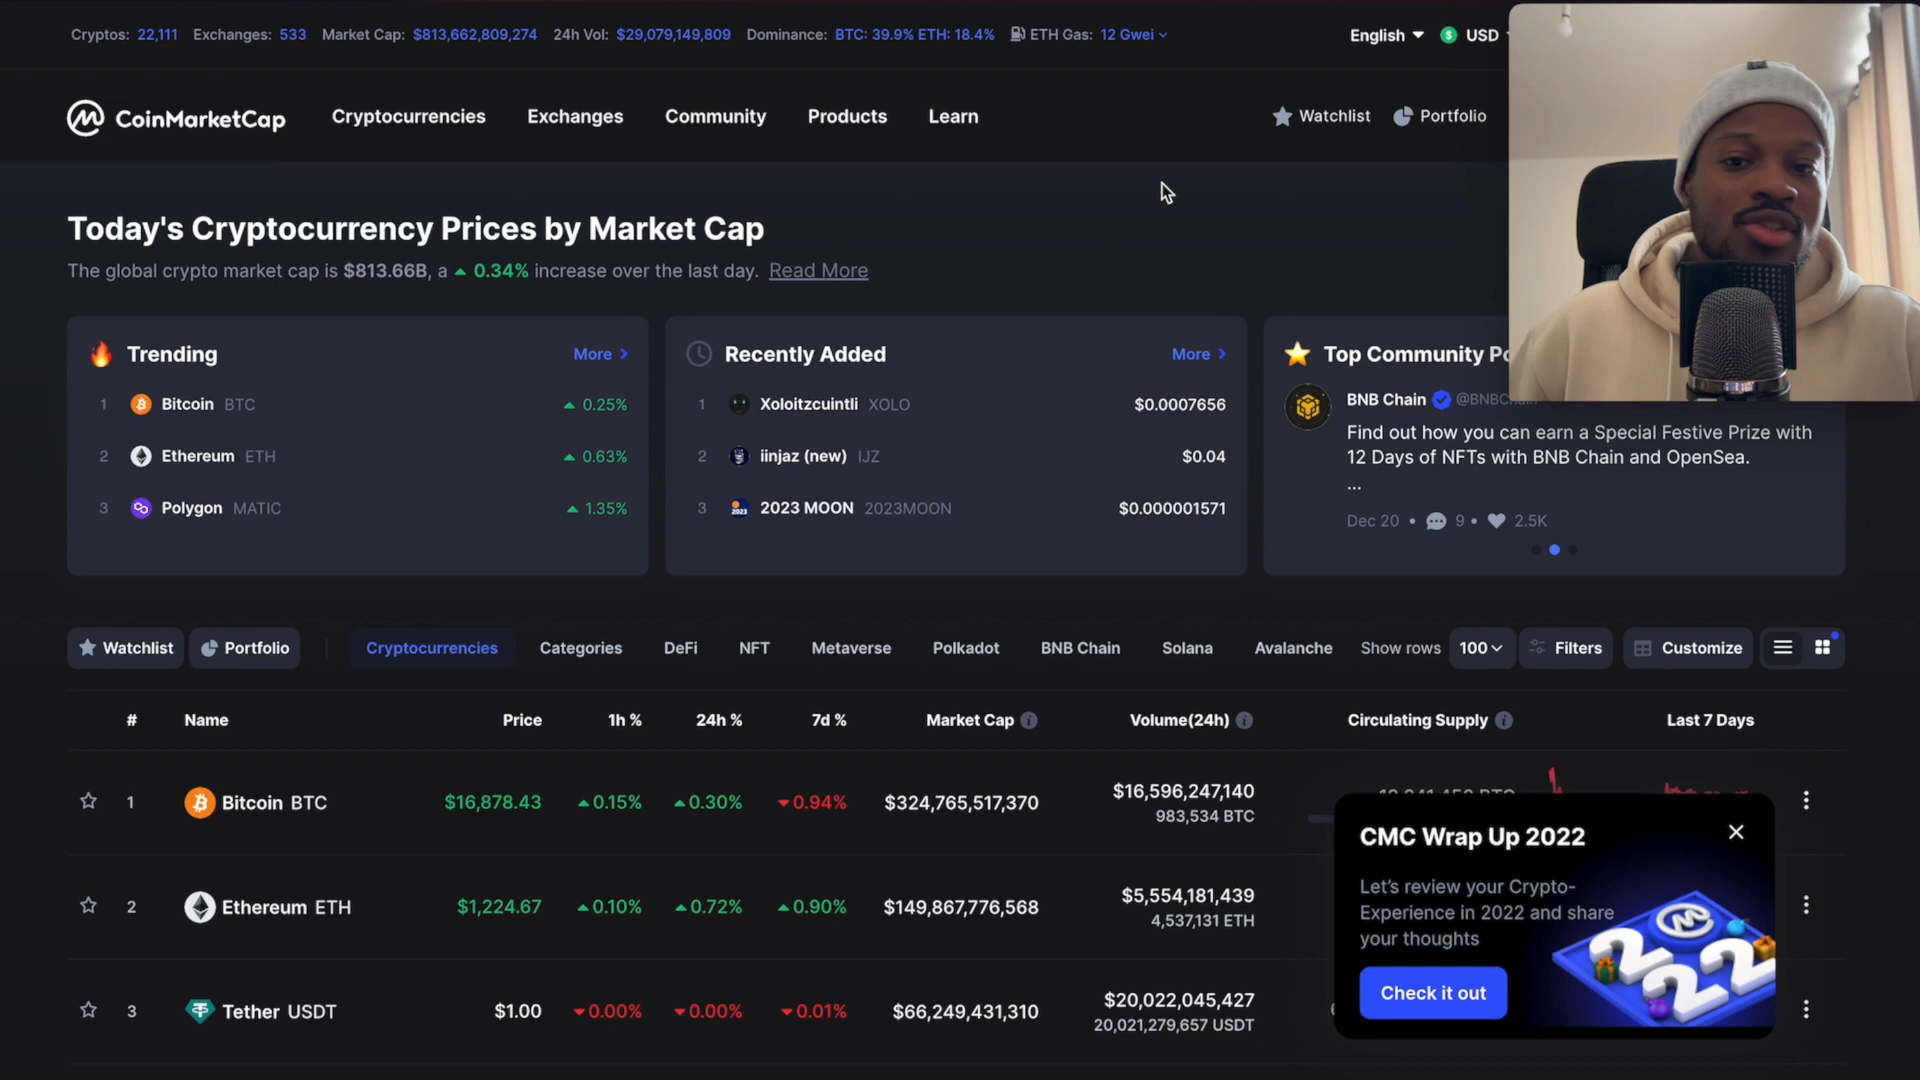 Cryptos: 22,111 Exchanges: 533 Market Cap: $813,662,809,274 24h Vol: $29,079,149,809 Dominance: BTC: 39.9% ETH: 18.4% ETH Gas: 12 Gwei
English USD
CoinMarketCap Cryptocurrencies Exchanges Community Products Learn
Watchlist Portfolio
Today's Cryptocurrency Prices by Market Cap
The global crypto market cap is $813.66B, a 0.34% increase over the last day. Read More
Trending More
1 Bitcoin BTC 0.25%
2 Ethereum ETH 0.63%
3 Polygon MATIC 1.35%
Recently Added More
1 Xoloitzcuintli XOLO $0.0007656
2 iinjaz (new) IJZ $0.04
3 2023 MOON 2023MOON $0.000001571
Top Community
BNB Chain
Find out how you can earn a Special Festive Prize with
12 Days of NFTs with BNB Chain and OpenSea.
...
Dec 20 • 9 • 2.5K
Watchlist Portfolio Cryptocurrencies Categories DeFi NFT Metaverse Polkadot BNB Chain Solana Avalanche Show rows 100 Filters Customize
# Name Price 1h % 24h % 7d % Market Cap Volume(24h) Circulating Supply Last 7 Days
1 Bitcoin BTC $16,878.43 0.15% 0.30% 0.94% $324,765,517,370 $16,596,247,140
983,534 BTC
2 Ethereum ETH $1,224.67 0.10% 0.72% 0.90% $149,867,776,568 $5,554,181,439
4,537,131 ETH
3 Tether USDT $1.00 0.00% 0.00% 0.01% $66,249,431,310 $20,022,045,427
20,021,279,657 USDT
CMC Wrap Up 2022
Let's review your Crypto-
Experience in 2022 and share
your thoughts
Check it out
2022